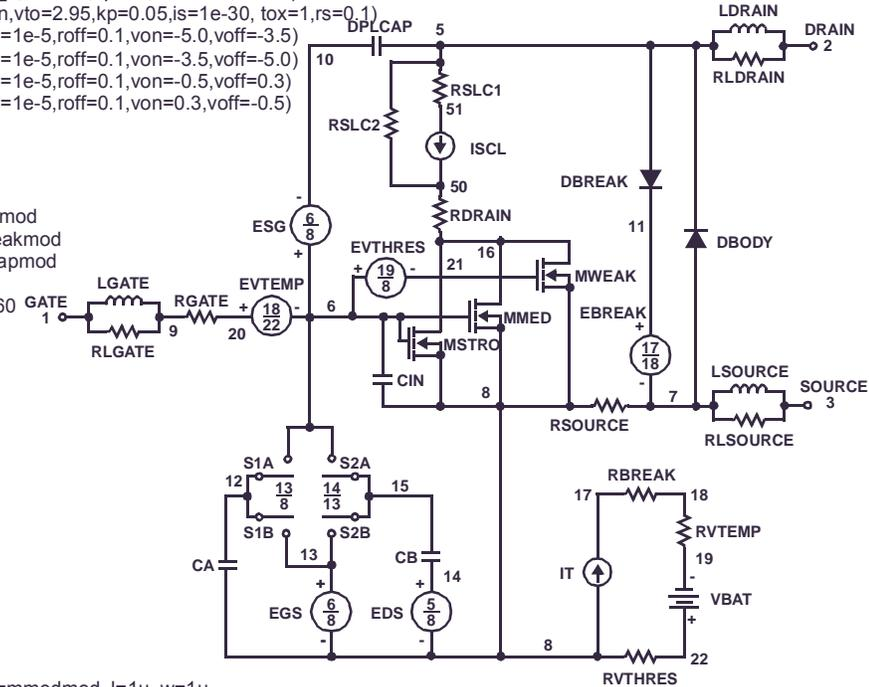 n,vto=2.95,kp=0.05,is=1e-30, tox=1,rs=0.1)
=1e-5,roff=0.1,von=-5.0,voff=-3.5)
=1e-5,roff=0.1,von=-3.5,voff=-5.0)
=1e-5,roff=0.1,von=-0.5,voff=0.3)
=1e-5,roff=0.1,von=0.3,voff=-0.5)
DPLCAP
5
10
LDRAIN
DRAIN
2
RLDRAIN
RSLC1
51
RSLC2
ISCL
50
DBREAK
RDRAIN
mod
eakmod
apmod
60
ESG
-
6
8
+
11
DBODY
EVTHRES
+
19
8
-
21
16
MWEAK
LGATE
GATE
1
RLGATE
9
RGATE
20
EVTEMP
+
18
22
-
6
MMED
MSTRO
EBREAK
+
17
18
-
CIN
8
RSOURCE
7
LSOURCE
SOURCE
3
RLSOURCE
S1A
S2A
12
13
8
14
13
15
S1B
S2B
13
CA
CB
14
EGS
+
6
8
-
EDS
+
5
8
-
RBREAK
17
18
RVTEMP
19
IT
-
VBAT
+
8
22
RVTHRES
=mmedmod l=1u w=1u